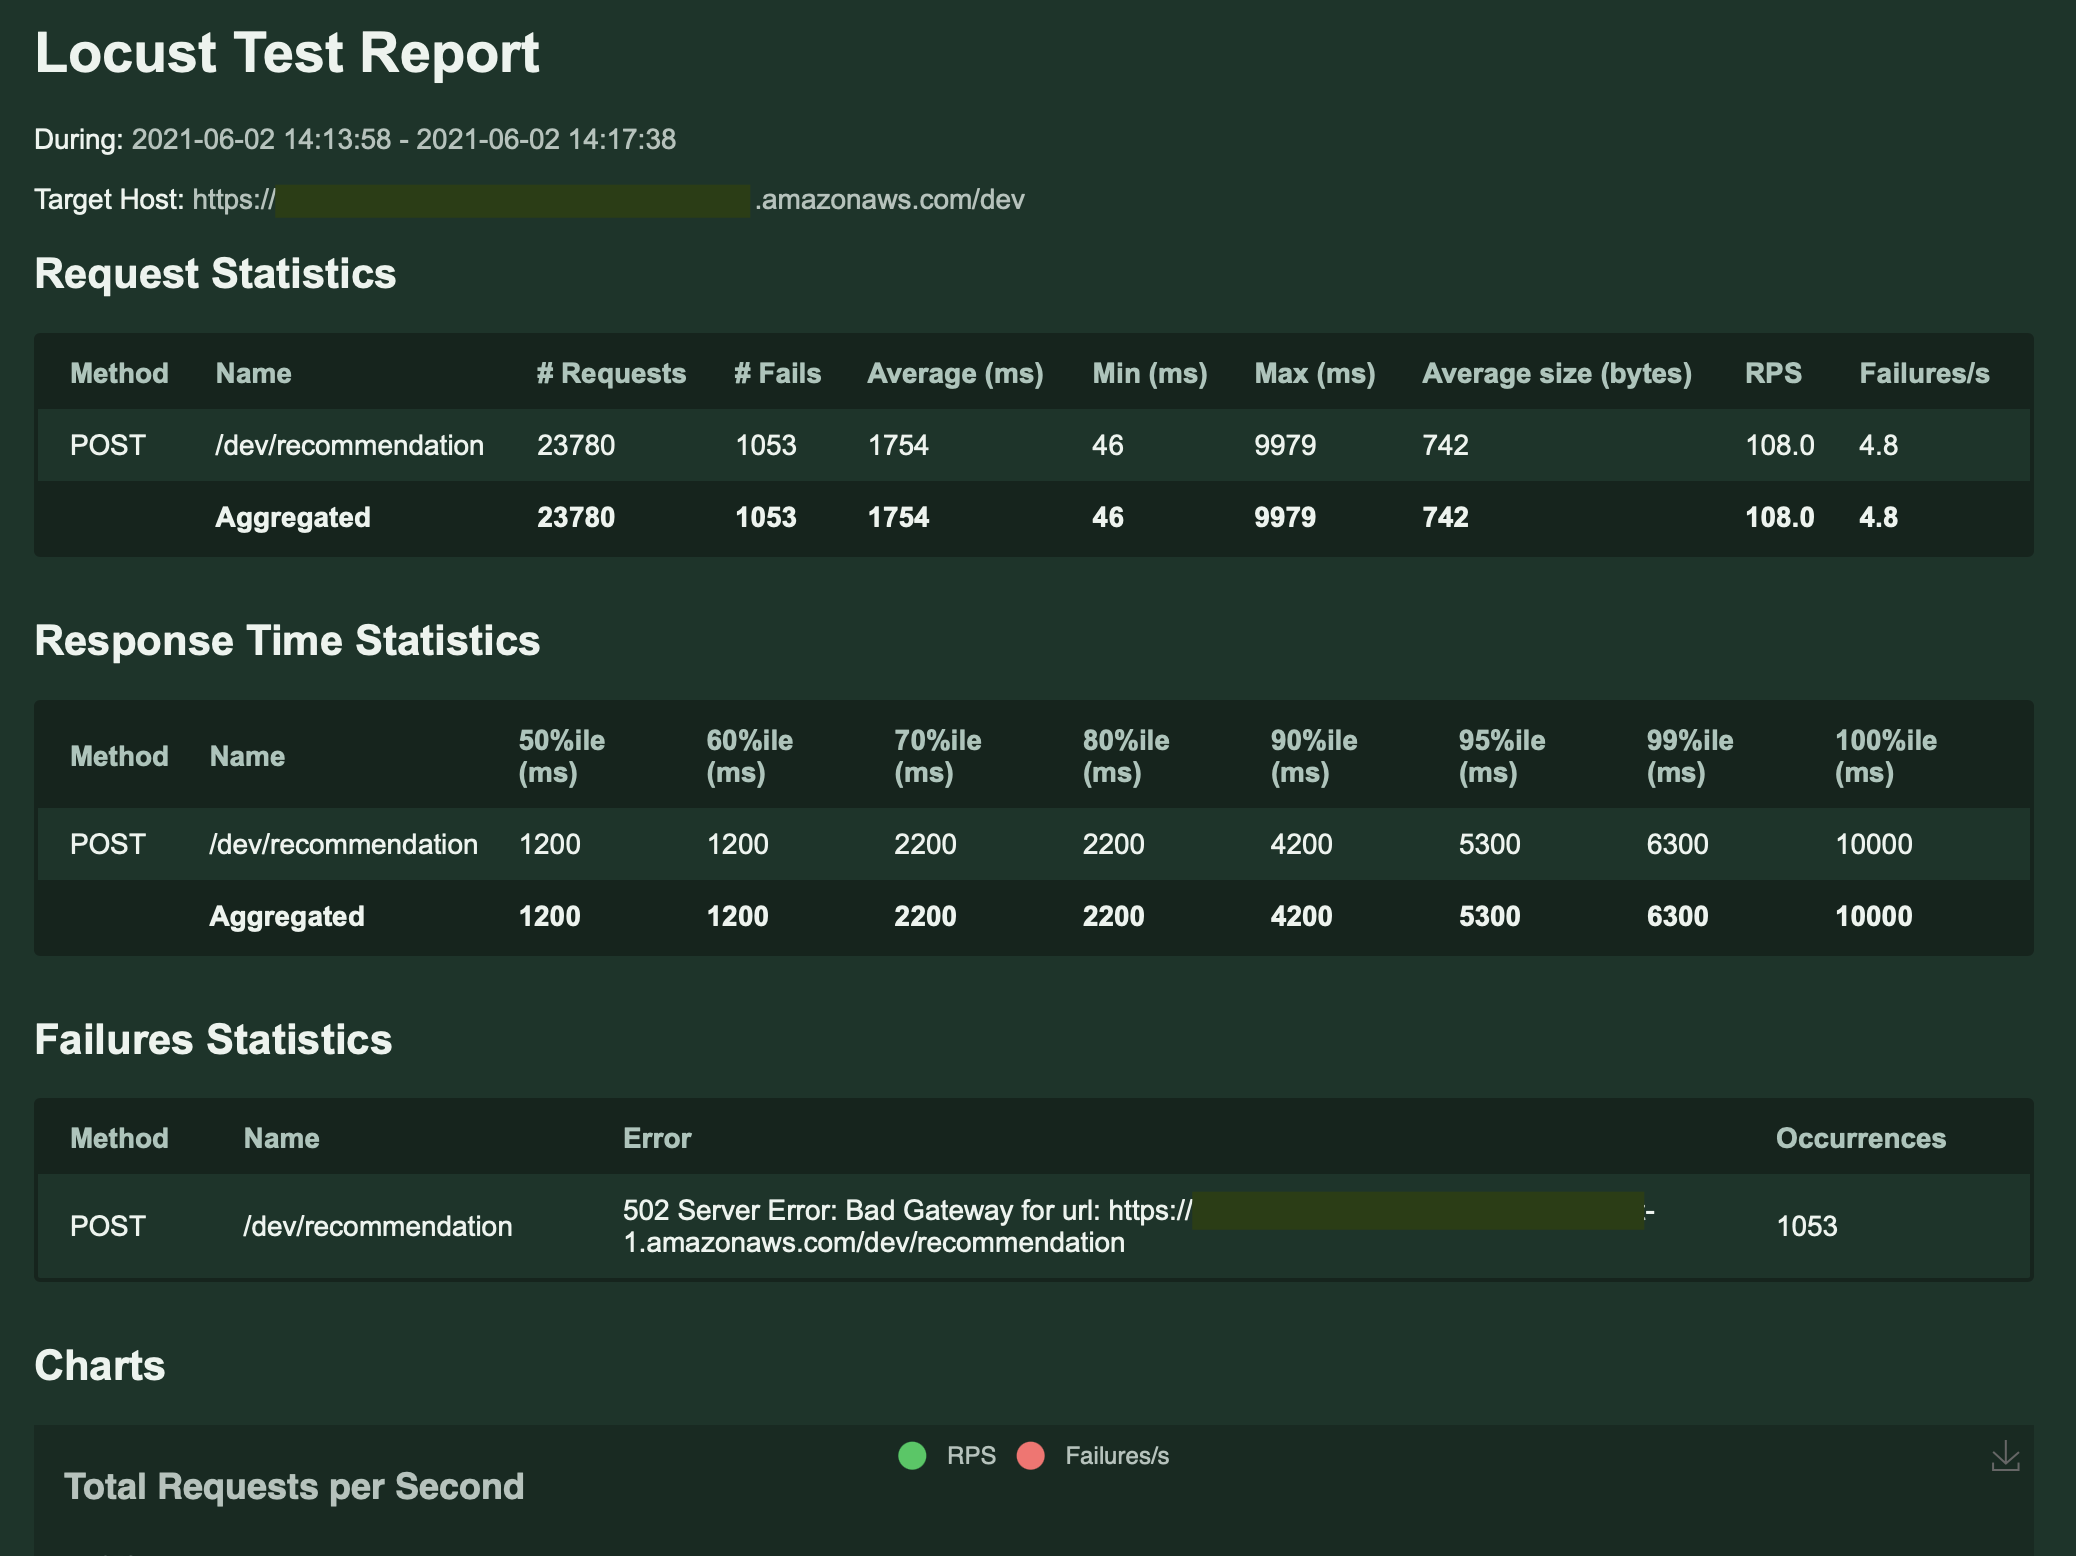 Locust Test Report
During: 2021-06-02 14:13:58 - 2021-06-02 14:17:38
Target Host: https:// .amazonaws.com/dev
Request Statistics
Method Name # Requests # Fails Average (ms) Min (ms) Max (ms) Average size (bytes) RPS Failures/s
POST /dev/recommendation 23780 1053 1754 46 9979 742 108.0 4.8
Aggregated 23780 1053 1754 46 9979 742 108.0 4.8
Response Time Statistics
Method Name 50%ile (ms) 60%ile (ms) 70%ile (ms) 80%ile (ms) 90%ile (ms) 95%ile (ms) 99%ile (ms) 100%ile (ms)
POST /dev/recommendation 1200 1200 2200 2200 4200 5300 6300 10000
Aggregated 1200 1200 2200 2200 4200 5300 6300 10000
Failures Statistics
Method Name Error Occurrences
POST /dev/recommendation 502 Server Error: Bad Gateway for url: https:// -
1.amazonaws.com/dev/recommendation 1053
Charts
RPS Failures/s
Total Requests per Second